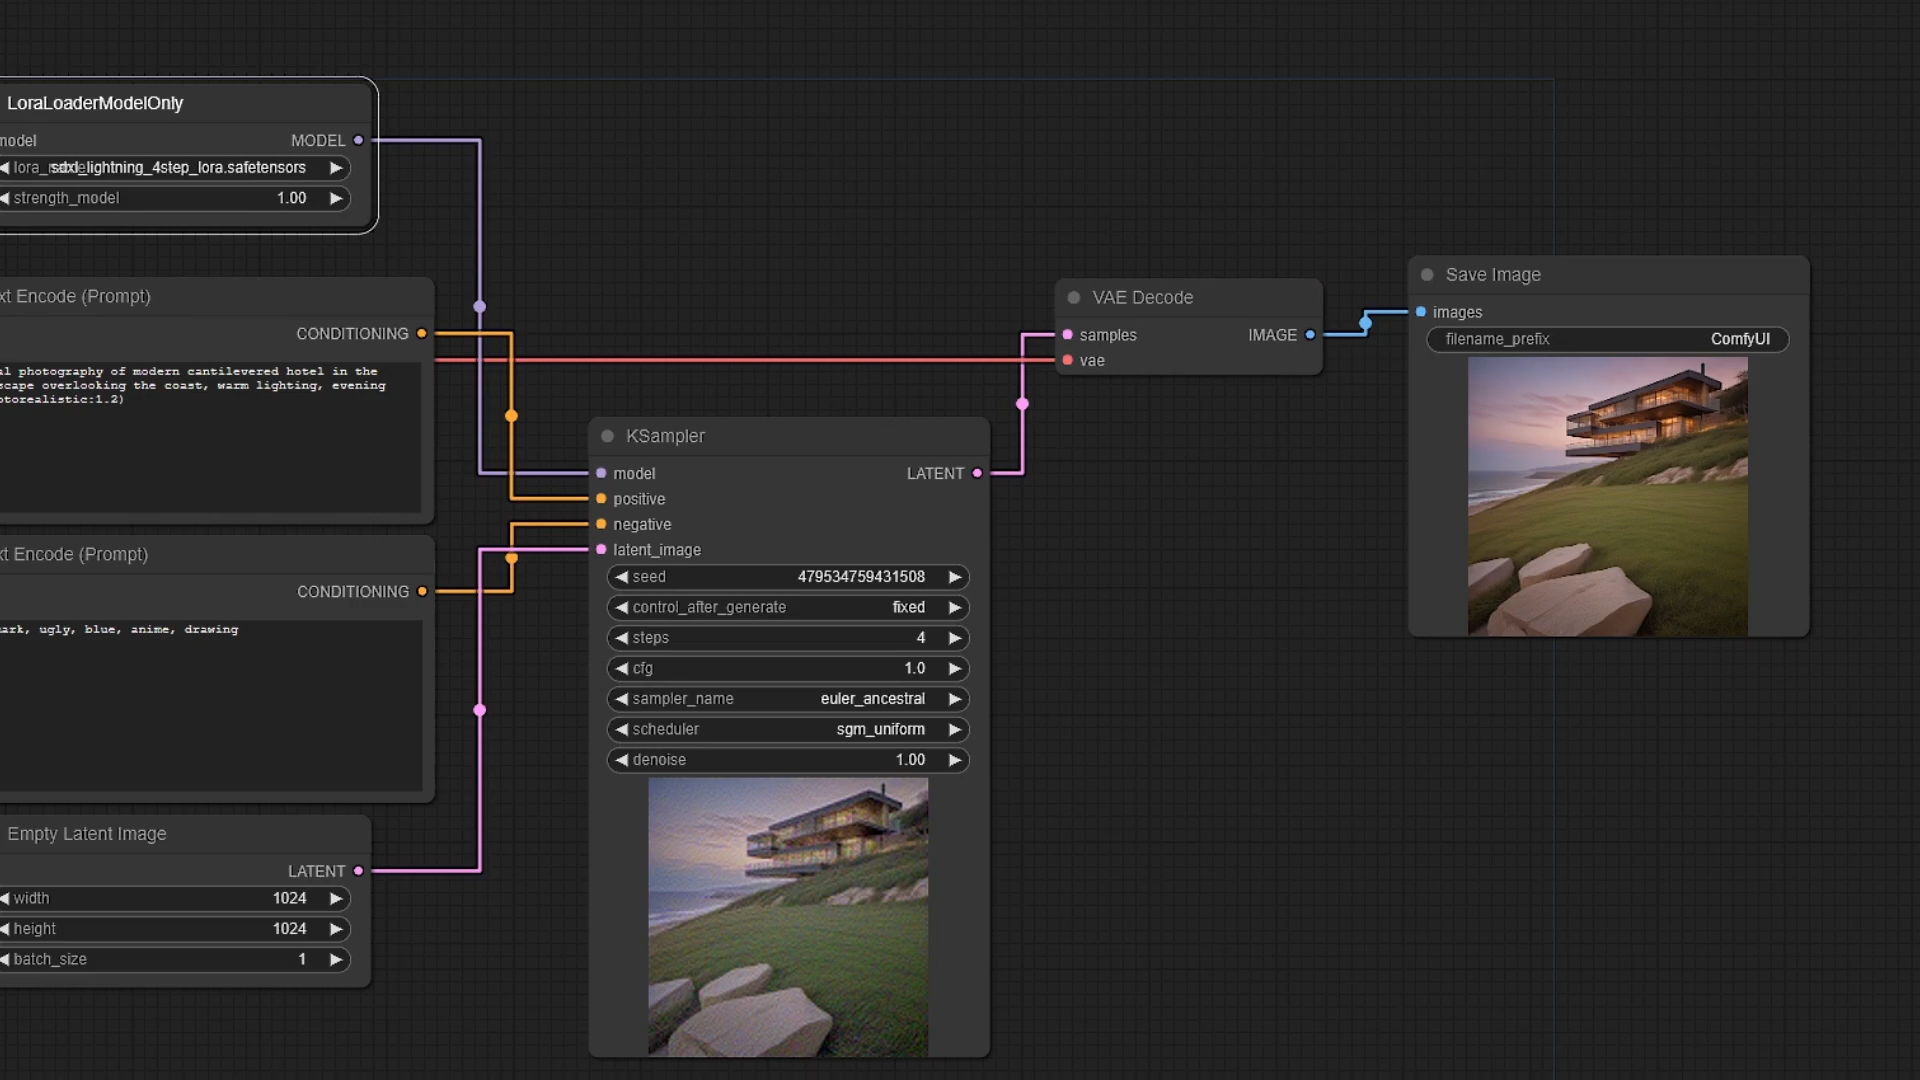 LoraLoaderModelOnly
model
MODEL
sdxl_lightning_4step_lora.safetensors
strength_model
1.00
xt Encode (Prompt)
CONDITIONING
al photography of modern cantilevered hotel in the
scape overlooking the coast, warm lighting, evening
otorealistic:1.2)
xt Encode (Prompt)
CONDITIONING
ark, ugly, blue, anime, drawing
Empty Latent Image
LATENT
width
1024
height
1024
batch_size
1
KSampler
model
LATENT
positive
negative
latent_image
seed
479534759431508
control_after_generate
fixed
steps
4
cfg
1.0
sampler_name
euler_ancestral
scheduler
sgm_uniform
denoise
1.00
VAE Decode
samples
IMAGE
vae
Save Image
images
filename_prefix
ComfyUI